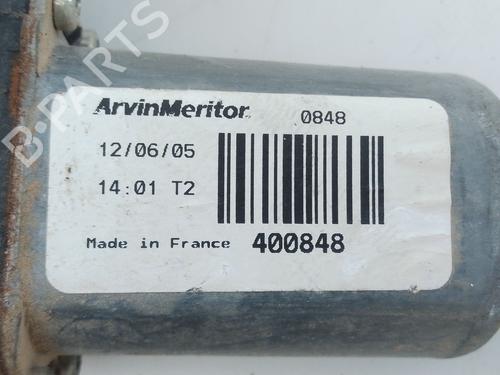 B-PARTS
ArvinMeritor 0848
12/06/05
14:01 T2
Made in France 400848